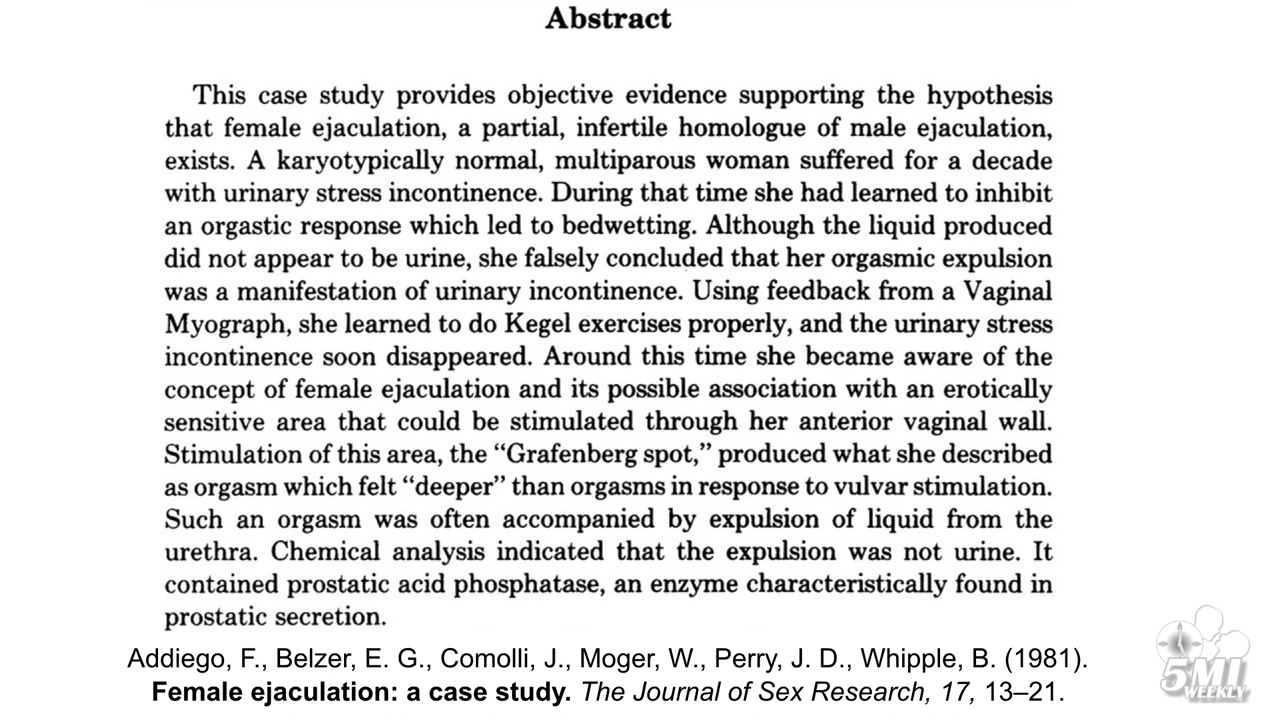 Abstract
This case study provides objective evidence supporting the hypothesis
that female ejaculation, a partial, infertile homologue of male ejaculation,
exists. A karyotypically normal, multiparous woman suffered for a decade
with urinary stress incontinence. During that time she had learned to inhibit
an orgastic response which led to bedwetting. Although the liquid produced
did not appear to be urine, she falsely concluded that her orgasmic expulsion
was a manifestation of urinary incontinence. Using feedback from a Vaginal
Myograph, she learned to do Kegel exercises properly, and the urinary stress
incontinence soon disappeared. Around this time she became aware of the
concept of female ejaculation and its possible association with an erotically
sensitive area that could be stimulated through her anterior vaginal wall.
Stimulation of this area, the “Grafenberg spot,” produced what she described
as orgasm which felt “deeper” than orgasms in response to vulvar stimulation.
Such an orgasm was often accompanied by expulsion of liquid from the
urethra. Chemical analysis indicated that the expulsion was not urine. It
contained prostatic acid phosphatase, an enzyme characteristically found in
prostatic secretion.
Addiego, F., Belzer, E. G., Comolli, J., Moger, W., Perry, J. D., Whipple, B. (1981).
Female ejaculation: a case study. The Journal of Sex Research, 17, 13–21.
5MI
WEEKLY